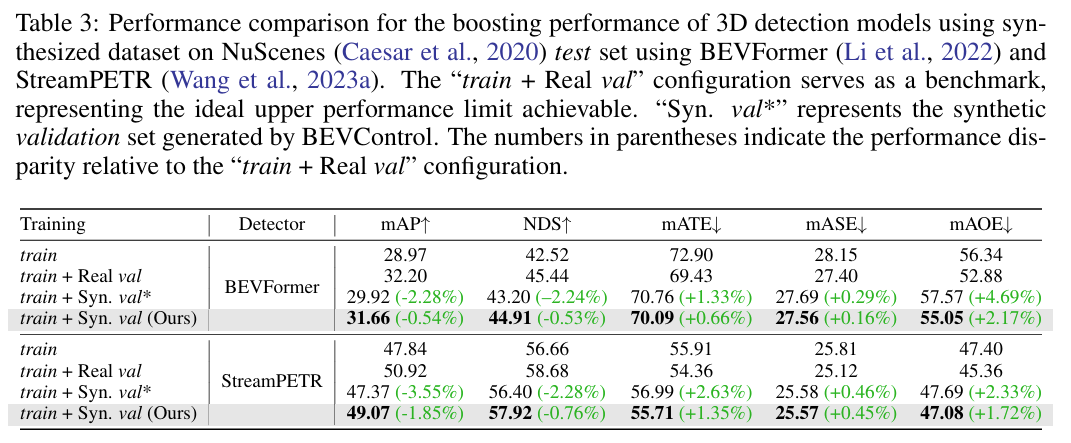 Table 3: Performance comparison for the boosting performance of 3D detection models using syn-
thesized dataset on NuScenes (Caesar et al., 2020) test set using BEVFormer (Li et al., 2022) and
StreamPETR (Wang et al., 2023a). The “train + Real val” configuration serves as a benchmark,
representing the ideal upper performance limit achievable. “Syn. val*” represents the synthetic
validation set generated by BEVControl. The numbers in parentheses indicate the performance dis-
parity relative to the “train + Real val” configuration.
Training Detector mAP↑ NDS↑ mATE↓ mASE↓ mAOE↓
train 28.97 42.52 72.90 28.15 56.34
train + Real val 32.20 45.44 69.43 27.40 52.88
BEVFormer
train + Syn. val* 29.92 (-2.28%) 43.20 (–2.24%) 70.76 (+1.33%) 27.69 (+0.29%) 57.57 (+4.69%)
train + Syn. val (Ours) 31.66 (-0.54%) 44.91 (-0.53%) 70.09 (+0.66%) 27.56 (+0.16%) 55.05 (+2.17%)
train 47.84 56.66 55.91 25.81 47.40
train + Real val 50.92 58.68 54.36 25.12 45.36
StreamPETR
train + Syn. val* 47.37 (-3.55%) 56.40 (-2.28%) 56.99 (+2.63%) 25.58 (+0.46%) 47.69 (+2.33%)
train + Syn. val (Ours) 49.07 (-1.85%) 57.92 (-0.76%) 55.71 (+1.35%) 25.57 (+0.45%) 47.08 (+1.72%)